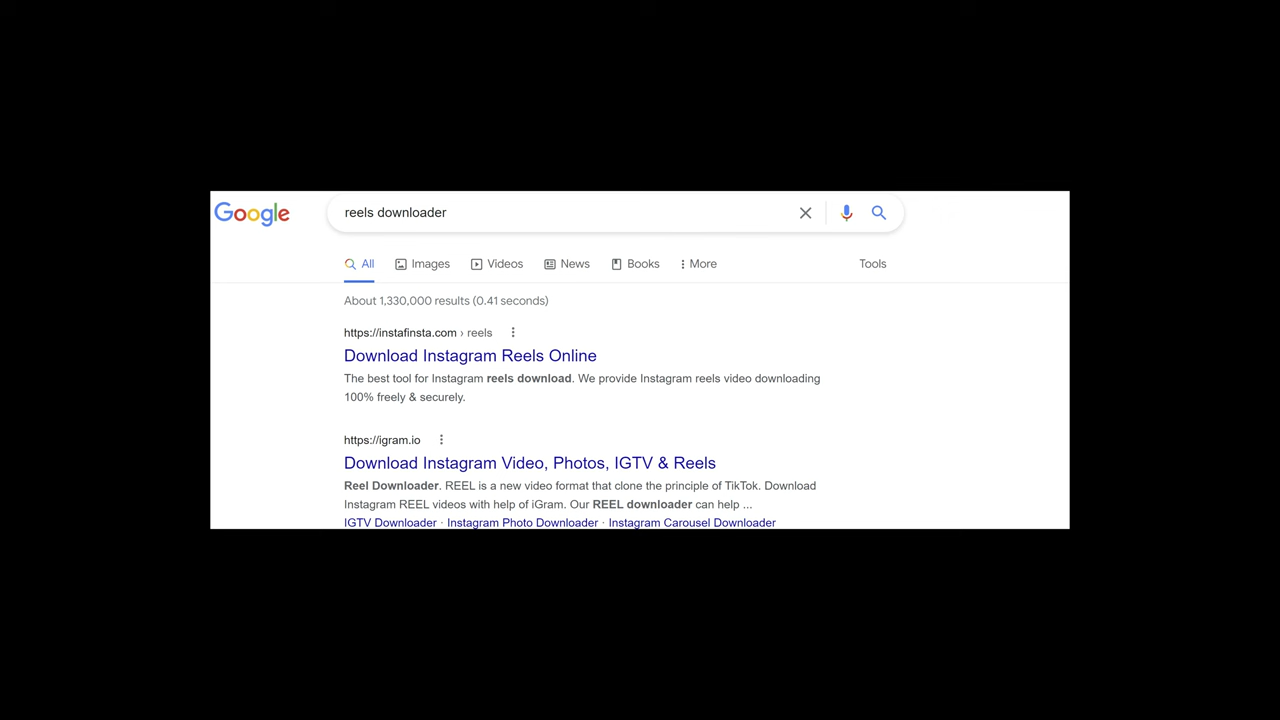 Google
reels downloader
All Images Videos News Books More Tools
About 1,330,000 results (0.41 seconds)
https://instafinsta.com › reels
Download Instagram Reels Online
The best tool for Instagram reels download. We provide Instagram reels video downloading
100% freely & securely.
https://igram.io
Download Instagram Video, Photos, IGTV & Reels
Reel Downloader. REEL is a new video format that clone the principle of TikTok. Download
Instagram REEL videos with help of iGram. Our REEL downloader can help ...
IGTV Downloader · Instagram Photo Downloader · Instagram Carousel Downloader